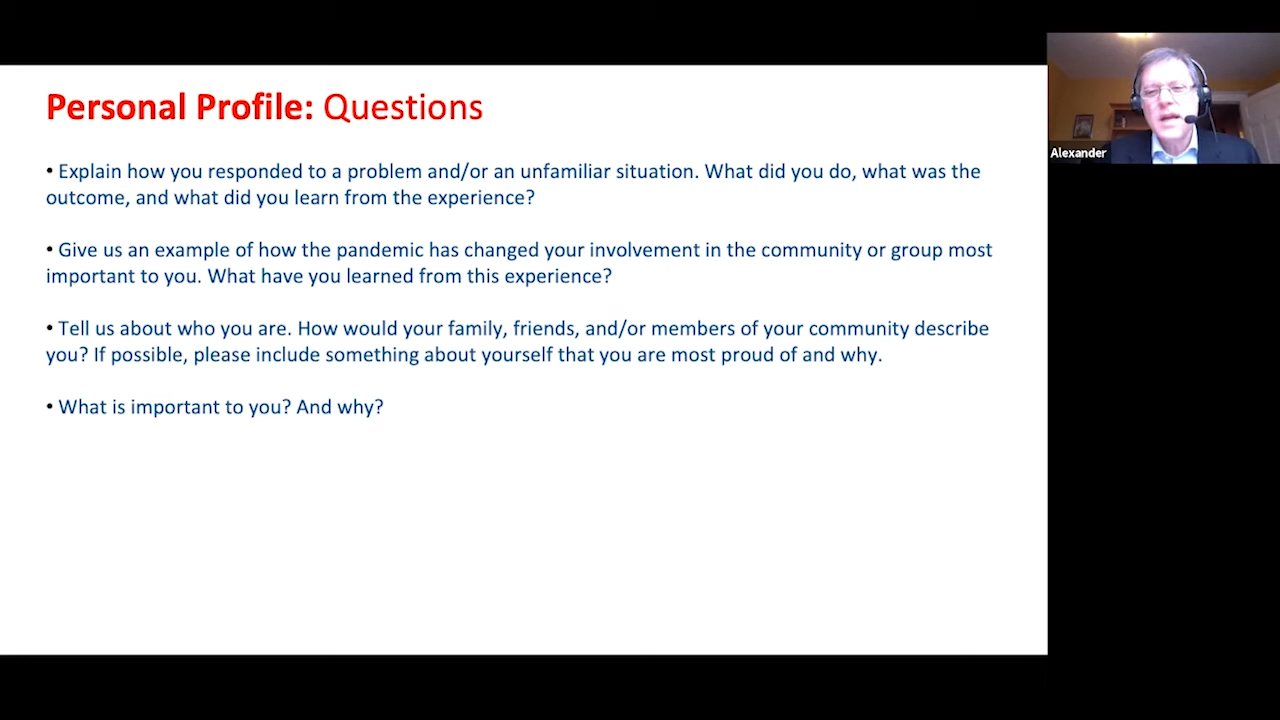 Personal Profile: Questions
• Explain how you responded to a problem and/or an unfamiliar situation. What did you do, what was the
outcome, and what did you learn from the experience?
• Give us an example of how the pandemic has changed your involvement in the community or group most
important to you. What have you learned from this experience?
• Tell us about who you are. How would your family, friends, and/or members of your community describe
you? If possible, please include something about yourself that you are most proud of and why.
• What is important to you? And why?
Alexander